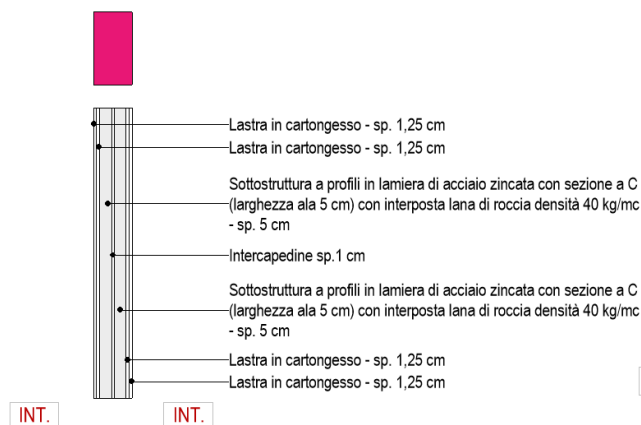 Lastra in cartongesso - sp. 1,25 cm
Lastra in cartongesso - sp. 1,25 cm
Sottostruttura a profili in lamiera di acciaio zincata con sezione a C
(larghezza ala 5 cm) con interposta lana di roccia densità 40 kg/mc
- sp. 5 cm
Intercapedine sp.1 cm
Sottostruttura a profili in lamiera di acciaio zincata con sezione a C
(larghezza ala 5 cm) con interposta lana di roccia densità 40 kg/mc
- sp. 5 cm
Lastra in cartongesso - sp. 1,25 cm
Lastra in cartongesso - sp. 1,25 cm
INT.
INT.